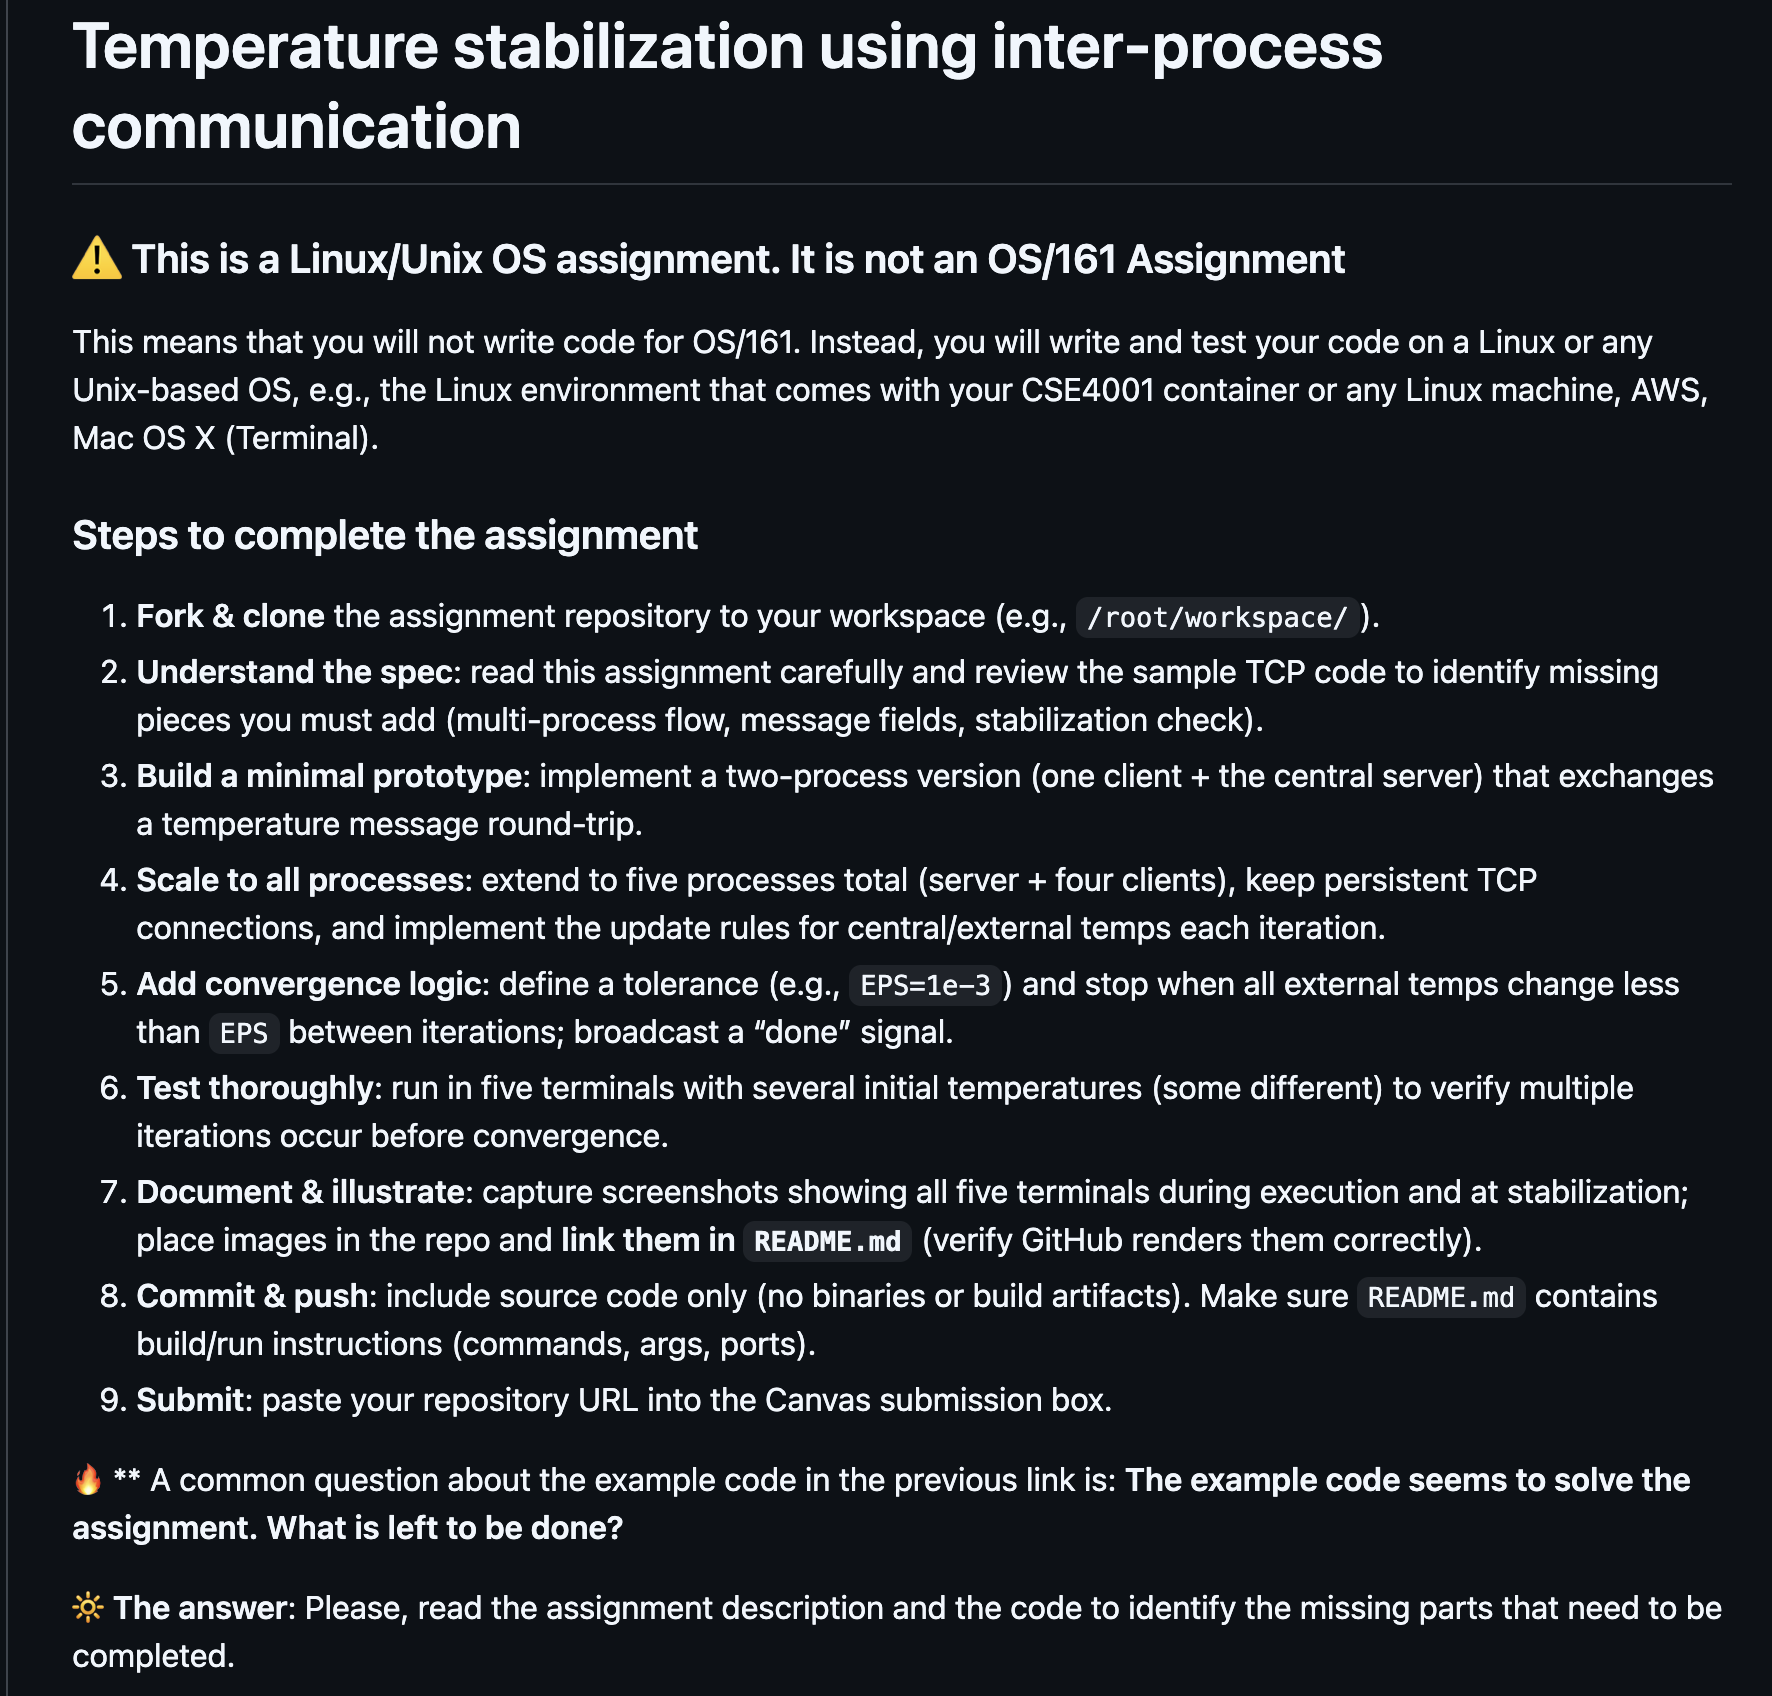 Temperature stabilization using inter-process
communication
⚠️ This is a Linux/Unix OS assignment. It is not an OS/161 Assignment
This means that you will not write code for OS/161. Instead, you will write and test your code on a Linux or any
Unix-based OS, e.g., the Linux environment that comes with your CSE4001 container or any Linux machine, AWS,
Mac OS X (Terminal).
Steps to complete the assignment
1. Fork & clone the assignment repository to your workspace (e.g., /root/workspace/).
2. Understand the spec: read this assignment carefully and review the sample TCP code to identify missing
pieces you must add (multi-process flow, message fields, stabilization check).
3. Build a minimal prototype: implement a two-process version (one client + the central server) that exchanges
a temperature message round-trip.
4. Scale to all processes: extend to five processes total (server + four clients), keep persistent TCP
connections, and implement the update rules for central/external temps each iteration.
5. Add convergence logic: define a tolerance (e.g., EPS=1e-3) and stop when all external temps change less
than EPS between iterations; broadcast a “done” signal.
6. Test thoroughly: run in five terminals with several initial temperatures (some different) to verify multiple
iterations occur before convergence.
7. Document & illustrate: capture screenshots showing all five terminals during execution and at stabilization;
place images in the repo and link them in README.md (verify GitHub renders them correctly).
8. Commit & push: include source code only (no binaries or build artifacts). Make sure README.md contains
build/run instructions (commands, args, ports).
9. Submit: paste your repository URL into the Canvas submission box.
🔥 ** A common question about the example code in the previous link is: The example code seems to solve the
assignment. What is left to be done?
🔆 The answer: Please, read the assignment description and the code to identify the missing parts that need to be
completed.